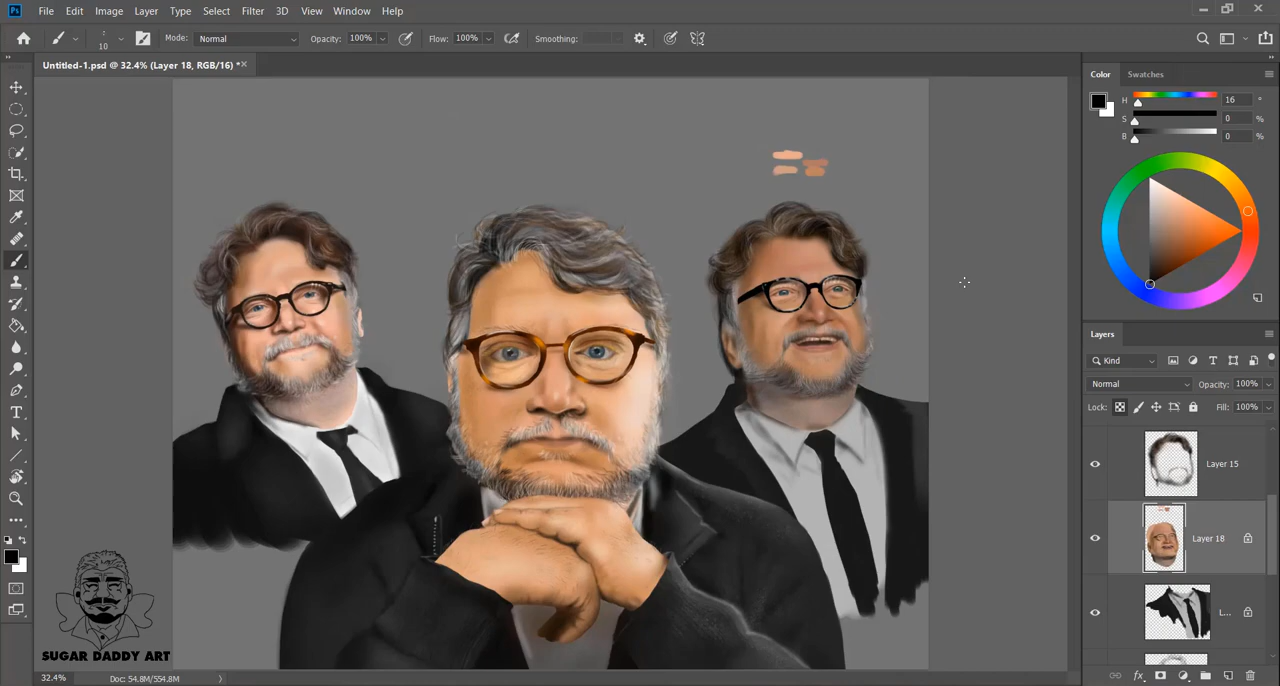 Ps File Edit Image Layer Type Select Filter 3D View Window Help
10 Mode: Normal Opacity: 100% Flow: 100% Smoothing:
Untitled-1.psd @ 32.4% (Layer 18, RGB/16) *
Color Swatches
H 16 °
S 0 %
B 0 %
Layers
Kind
Normal Opacity: 100%
Lock: Fill: 100%
Layer 15
Layer 18
L...
SUGAR DADDY ART
32.4% Doc: 54.8M/554.8M